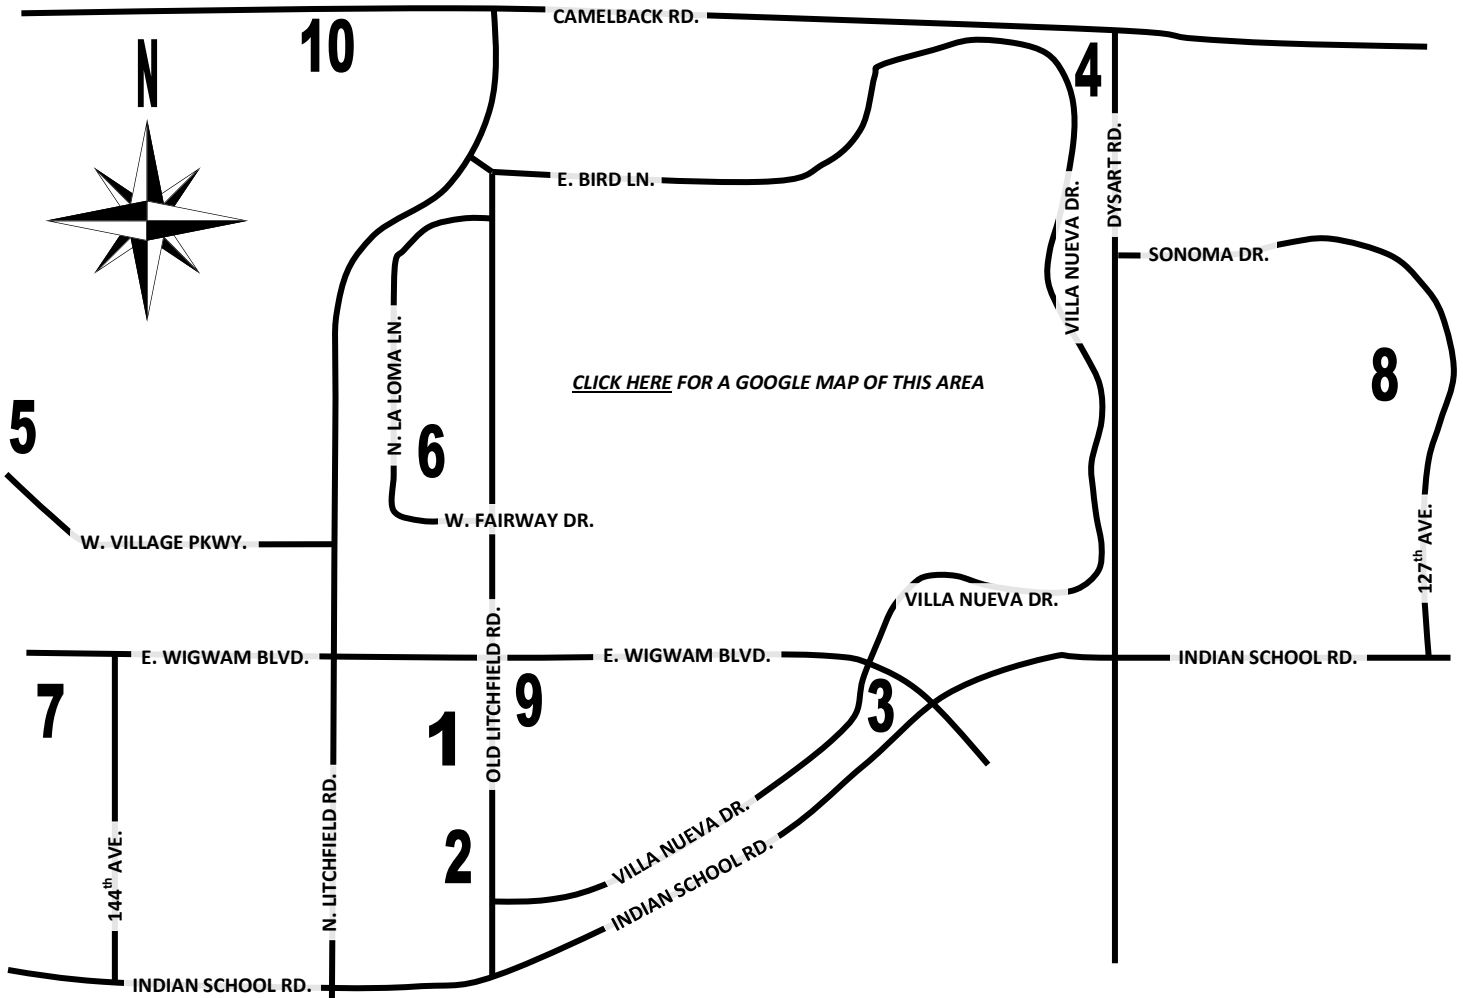 CAMELBACK RD.
10
N
4
DYSART RD.
E. BIRD LN.
VILLA NUEVA DR.
SONOMA DR.
N. LA LOMA LN.
CLICK HERE FOR A GOOGLE MAP OF THIS AREA
8
5
6
W. FAIRWAY DR.
W. VILLAGE PKWY.
127th AVE.
VILLA NUEVA DR.
OLD LITCHFIELD RD.
E. WIGWAM BLVD.
E. WIGWAM BLVD.
INDIAN SCHOOL RD.
7
9
3
1
N. LITCHFIELD RD.
2
VILLA NUEVA DR.
144th AVE.
INDIAN SCHOOL RD.
INDIAN SCHOOL RD.